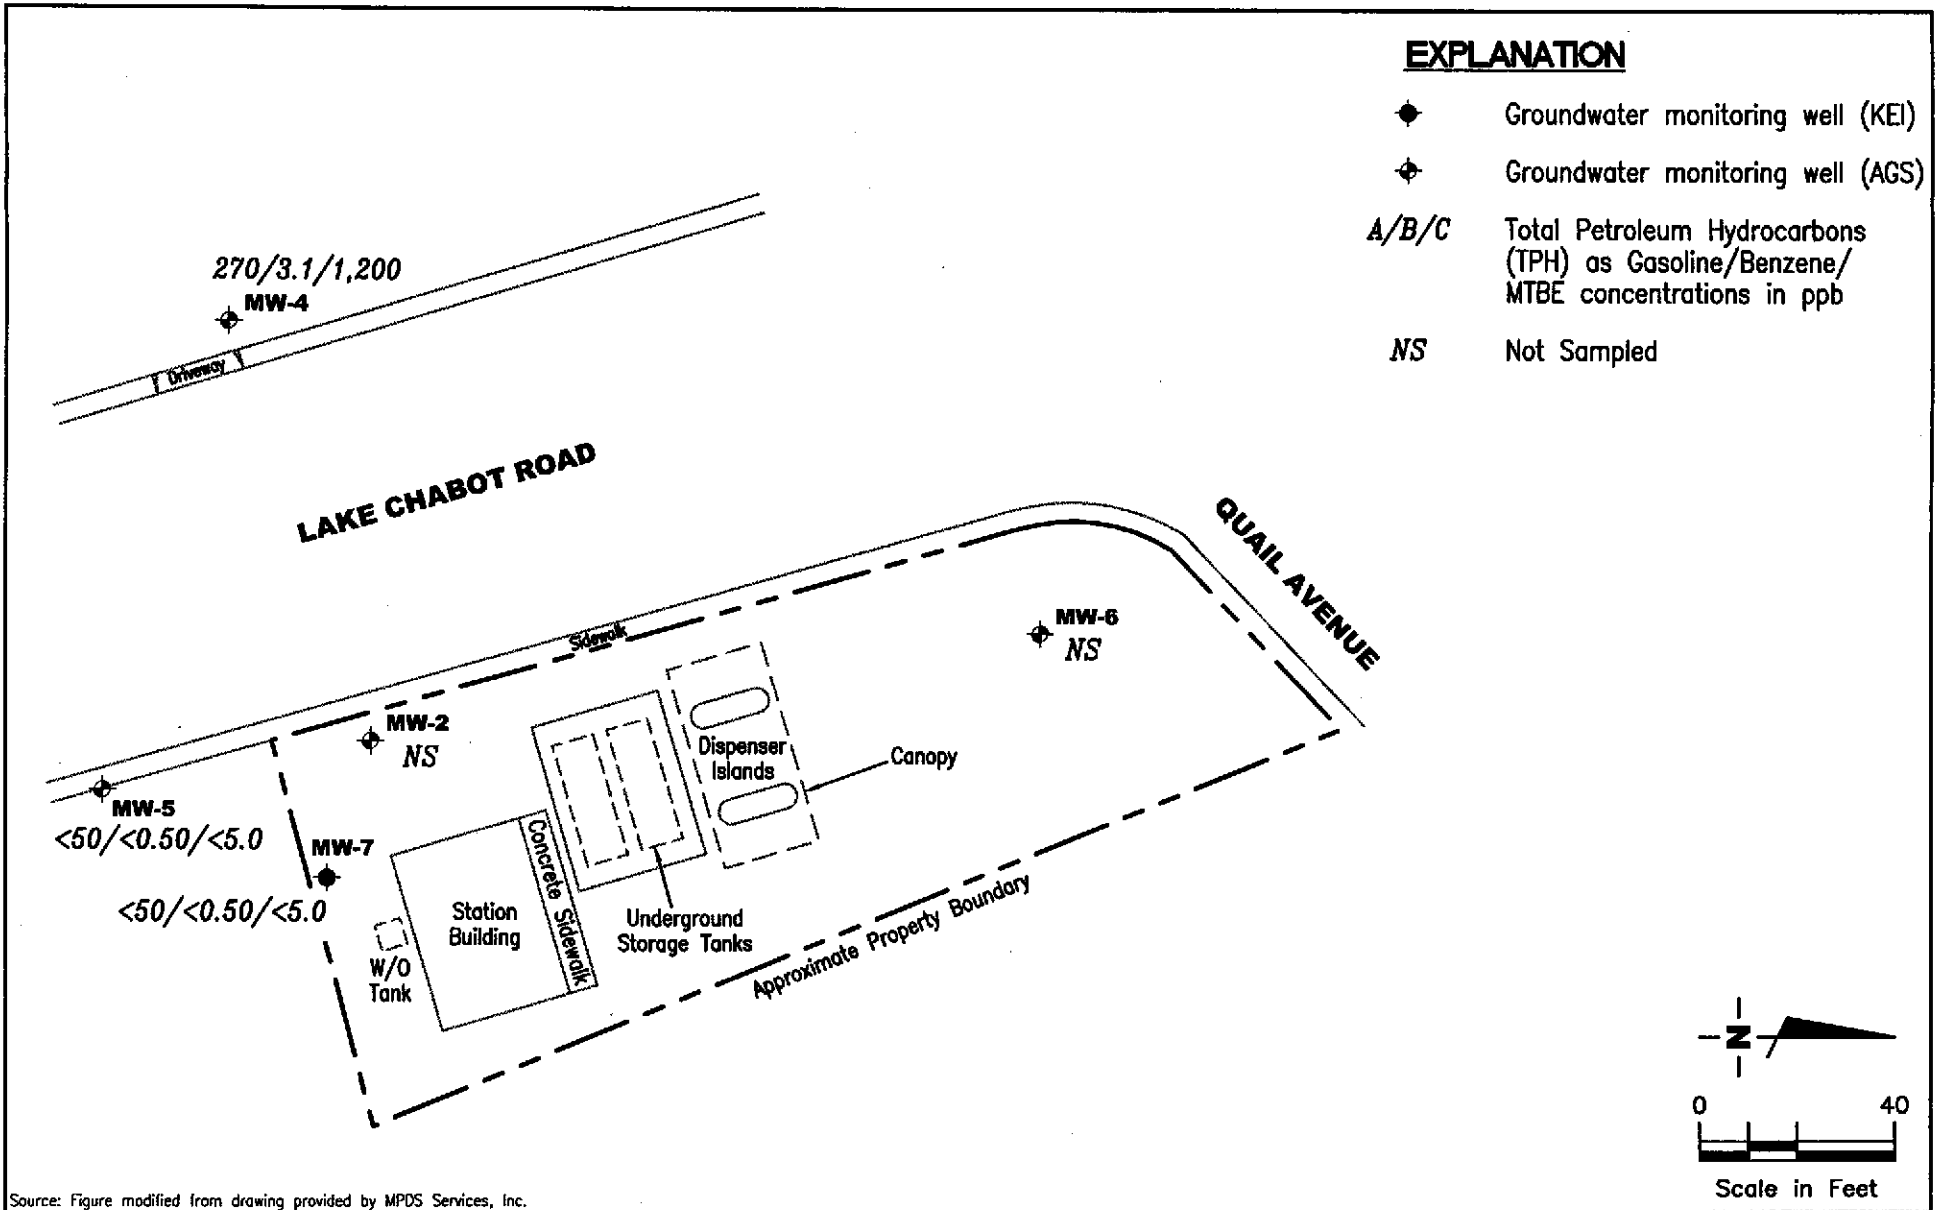 EXPLANATION
Groundwater monitoring well (KEI)
Groundwater monitoring well (AGS)
A/B/C Total Petroleum Hydrocarbons
(TPH) as Gasoline/Benzene/
MTBE concentrations in ppb
NS Not Sampled
270/3.1/1,200
MW-4
Driveway
LAKE CHABOT ROAD
QUAIL AVENUE
Sidewalk
MW-6
NS
MW-2
NS
Dispenser
Islands
Canopy
MW-5
<50/<0.50/<5.0
MW-7
<50/<0.50/<5.0
Concrete Sidewalk
Station
Building
Underground
Storage Tanks
W/O
Tank
Approximate Property Boundary
N
0 40
Scale in Feet
Source: Figure modified from drawing provided by MPDS Services, Inc.